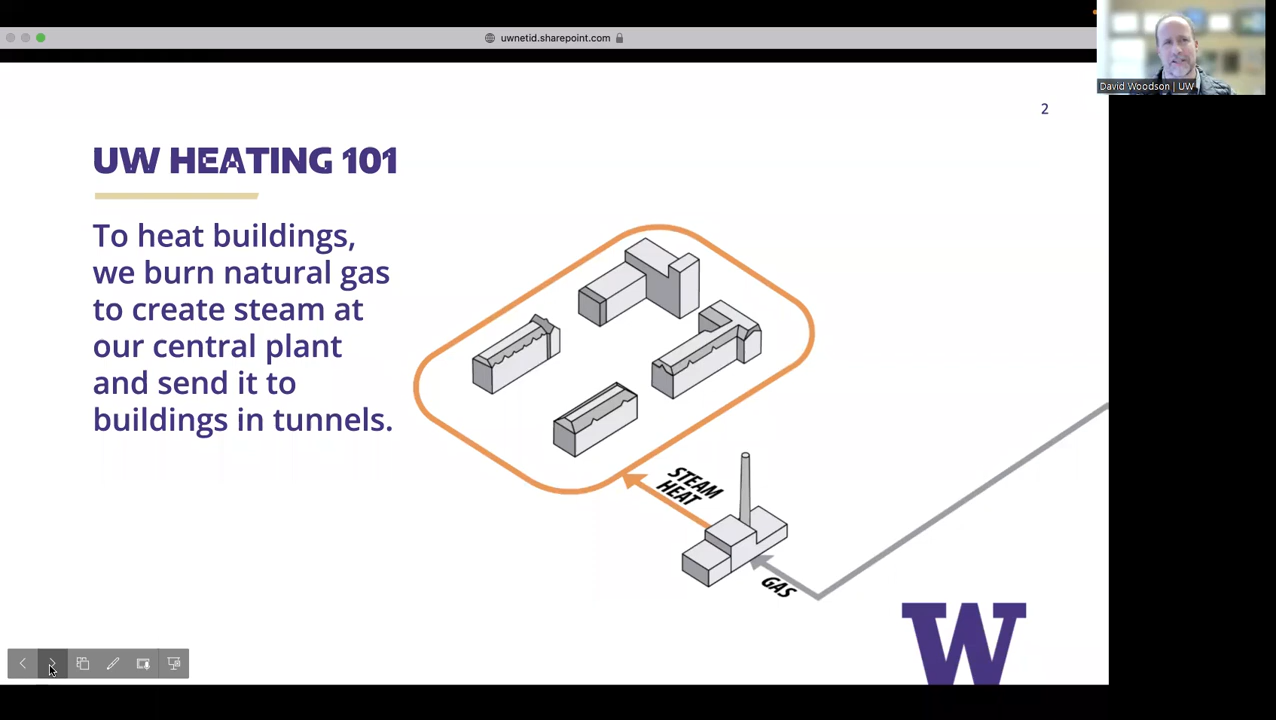 uwnetid.sharepoint.com
David Woodson | UW
2
UW HEATING 101
To heat buildings,
we burn natural gas
to create steam at
our central plant
and send it to
buildings in tunnels.
STEAM
HEAT
GAS
W